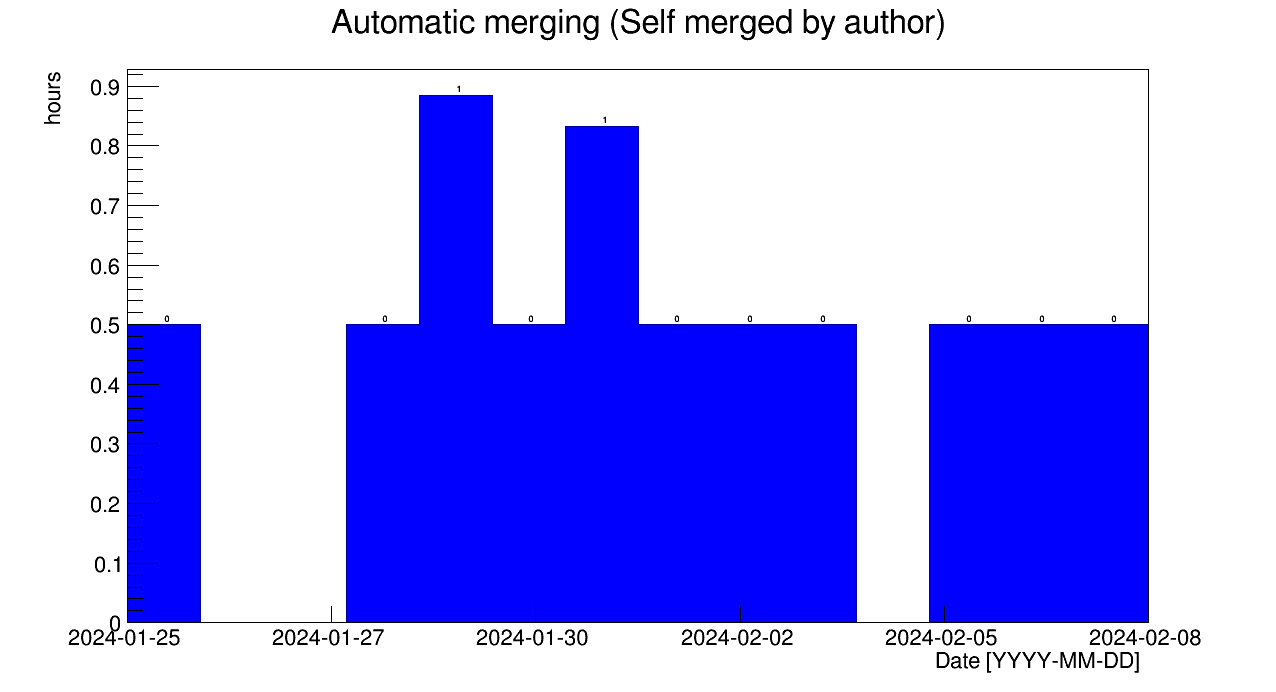 Automatic merging (Self merged by author)
hours
0.9
0.8
0.7
0.6
0.5
0.4
0.3
0.2
0.1
0
0 0 1 0 1 0 0 0 0 0 0
2024-01-25 2024-01-27 2024-01-30 2024-02-02 2024-02-05 2024-02-08
Date [YYYY-MM-DD]